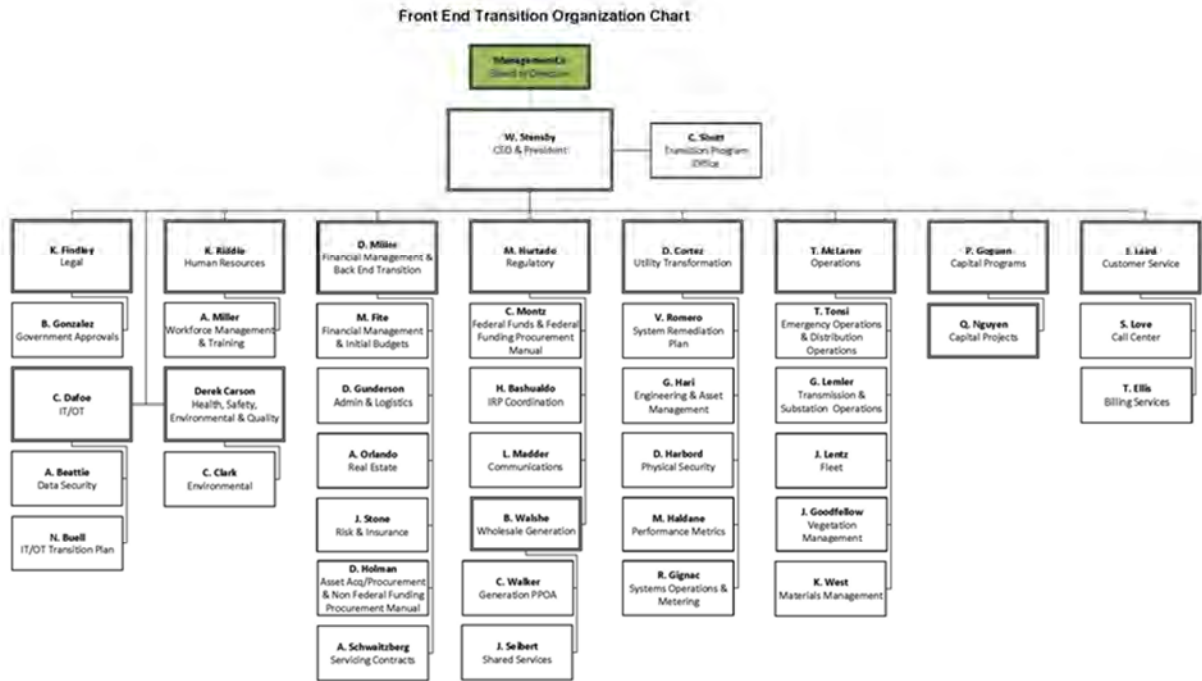 Front End Transition Organization Chart
ManagementCo
Board of Directors
W. Stensby
CEO & President
C.
Transition Program
Office
K. Findley
Legal
B. Gonzalez
Government Approvals
C. Dafoe
IT/OT
A. Beattie
Data Security
N. Buell
IT/OT Transition Plan
K. Riddle
Human Resources
A. Miller
Workforce Management
& Training
Derek Carson
Health, Safety,
Environmental & Quality
C. Clark
Environmental
D.
Financial Management &
Back End Transition
M. Fite
Financial Management
& Initial Budgets
D. Gunderson
Admin & Logistics
A. Orlando
Real Estate
J. Stone
Risk & Insurance
D. Holman
Asset Acq/Procurement
& Non Federal Funding
Procurement Manual
A. Schwaitzberg
Servicing Contracts
M. Hurtado
Regulatory
C. Montz
Federal Funds & Federal
Funding Procurement
Manual
H. Bashualdo
IRP Coordination
L. Madder
Communications
B. Walshe
Wholesale Generation
C. Walker
Generation PPOA
J. Seibert
Shared Services
D. Cortez
Utility Transformation
V. Romero
System Remediation
Plan
G. Hari
Engineering & Asset
Management
D. Harbord
Physical Security
M. Haldane
Performance Metrics
R. Gignac
Systems Operations &
Metering
T. McLaren
Operations
T. Tonsi
Emergency Operations
& Distribution
Operations
G. Lemler
Transmission &
Substation Operations
J. Lentz
Fleet
J. Goodfellow
Vegetation
Management
K. West
Materials Management
P. Goguen
Capital Programs
Q. Nguyen
Capital Projects
Laird
Customer Service
S. Love
Call Center
T. Ellis
Billing Services